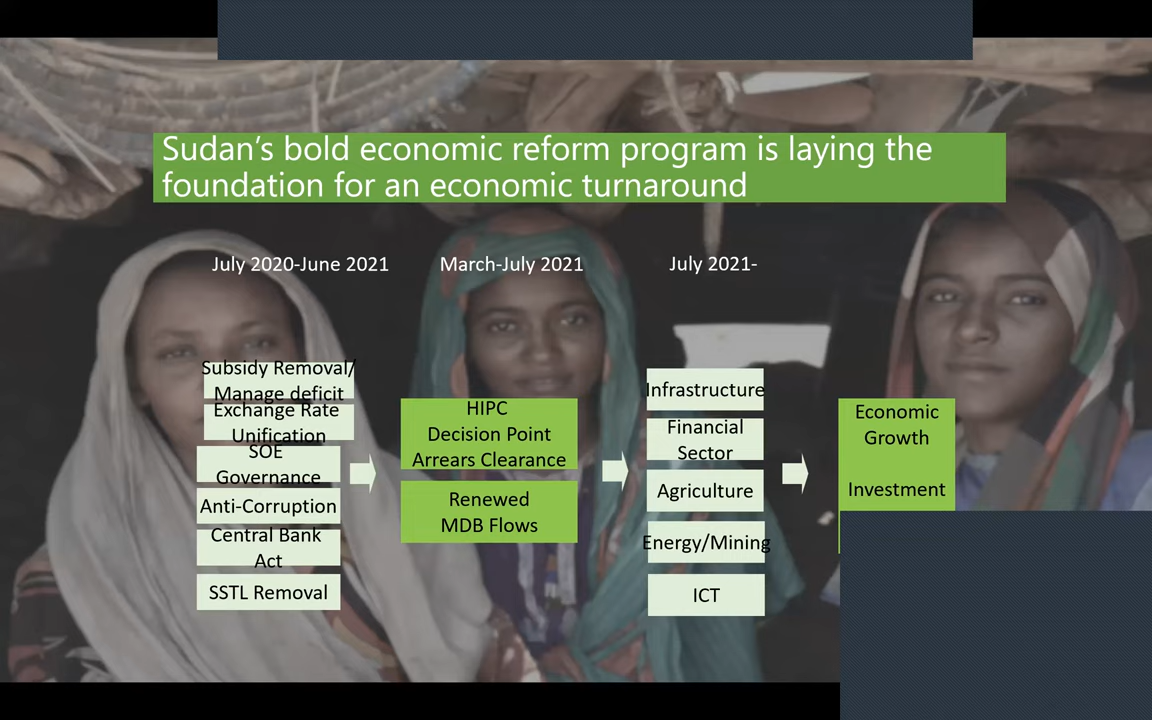 Sudan's bold economic reform program is laying the
foundation for an economic turnaround
July 2020-June 2021
March-July 2021
July 2021-
Subsidy Removal/
Manage deficit
Exchange Rate
Unification
SOE
Governance
Anti-Corruption
Central Bank
Act
SSTL Removal
HIPC
Decision Point
Arrears Clearance
Renewed
MDB Flows
Infrastructure
Financial
Sector
Agriculture
Energy/Mining
ICT
Economic
Growth
Investment